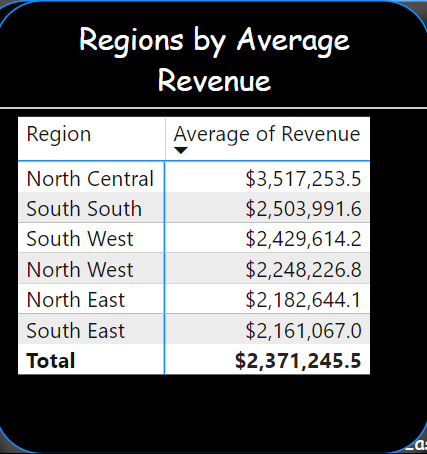 Regions by Average
Revenue
Region Average of Revenue
North Central $3,517,253.5
South South $2,503,991.6
South West $2,429,614.2
North West $2,248,226.8
North East $2,182,644.1
South East $2,161,067.0
Total $2,371,245.5